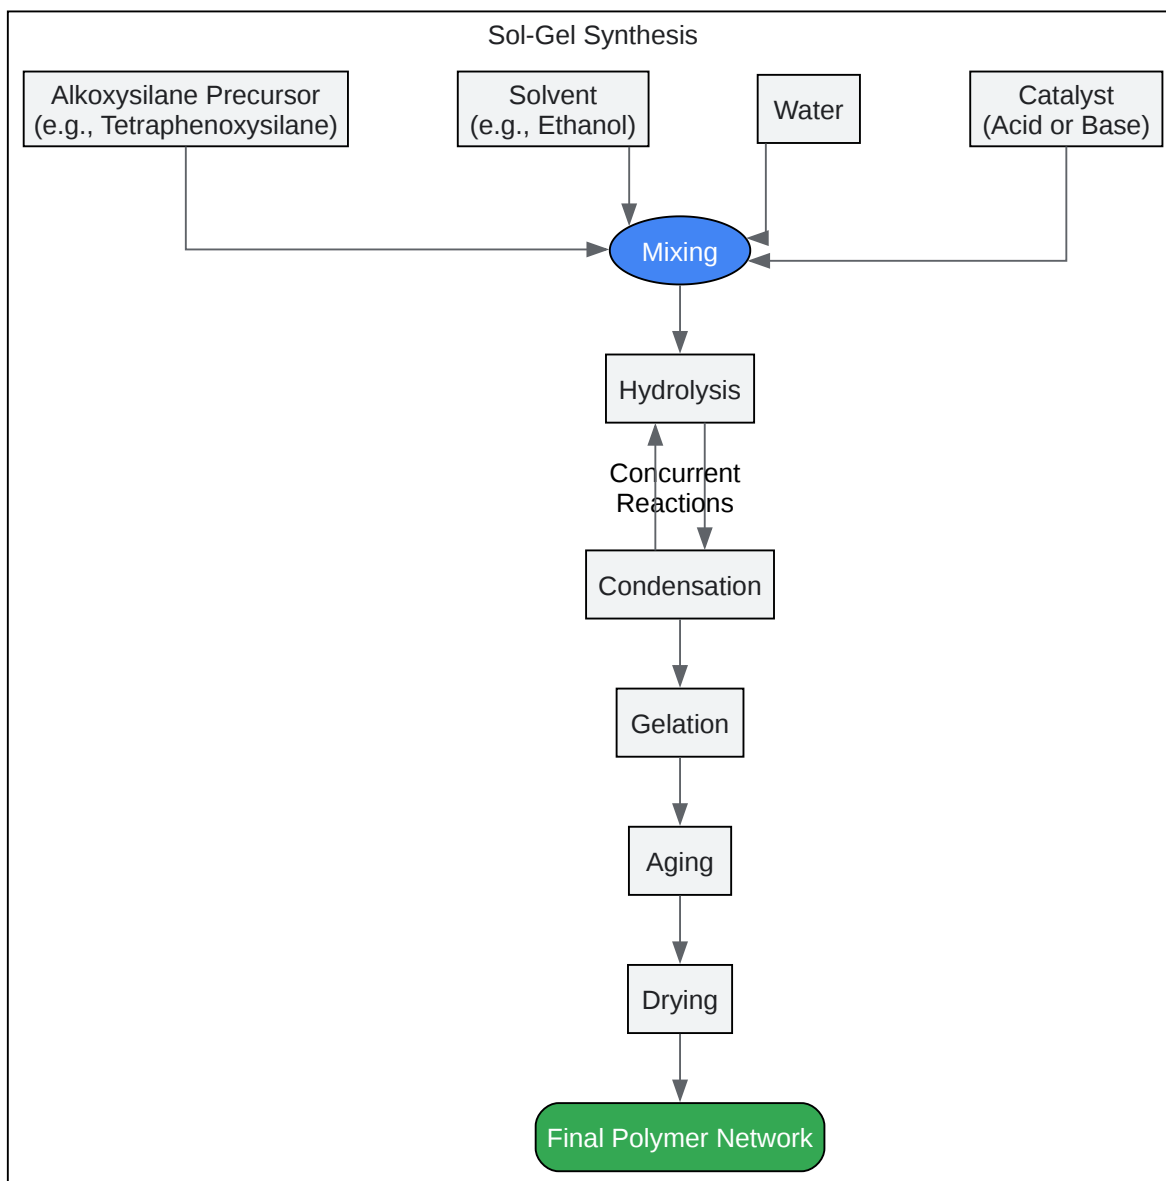 Sol-Gel Synthesis
Alkoxysilane Precursor
(e.g., Tetraphenoxysilane)
Solvent
(e.g., Ethanol)
Water
Catalyst
(Acid or Base)
Mixing
Hydrolysis
Concurrent
Reactions
Condensation
Gelation
Aging
Drying
Final Polymer Network